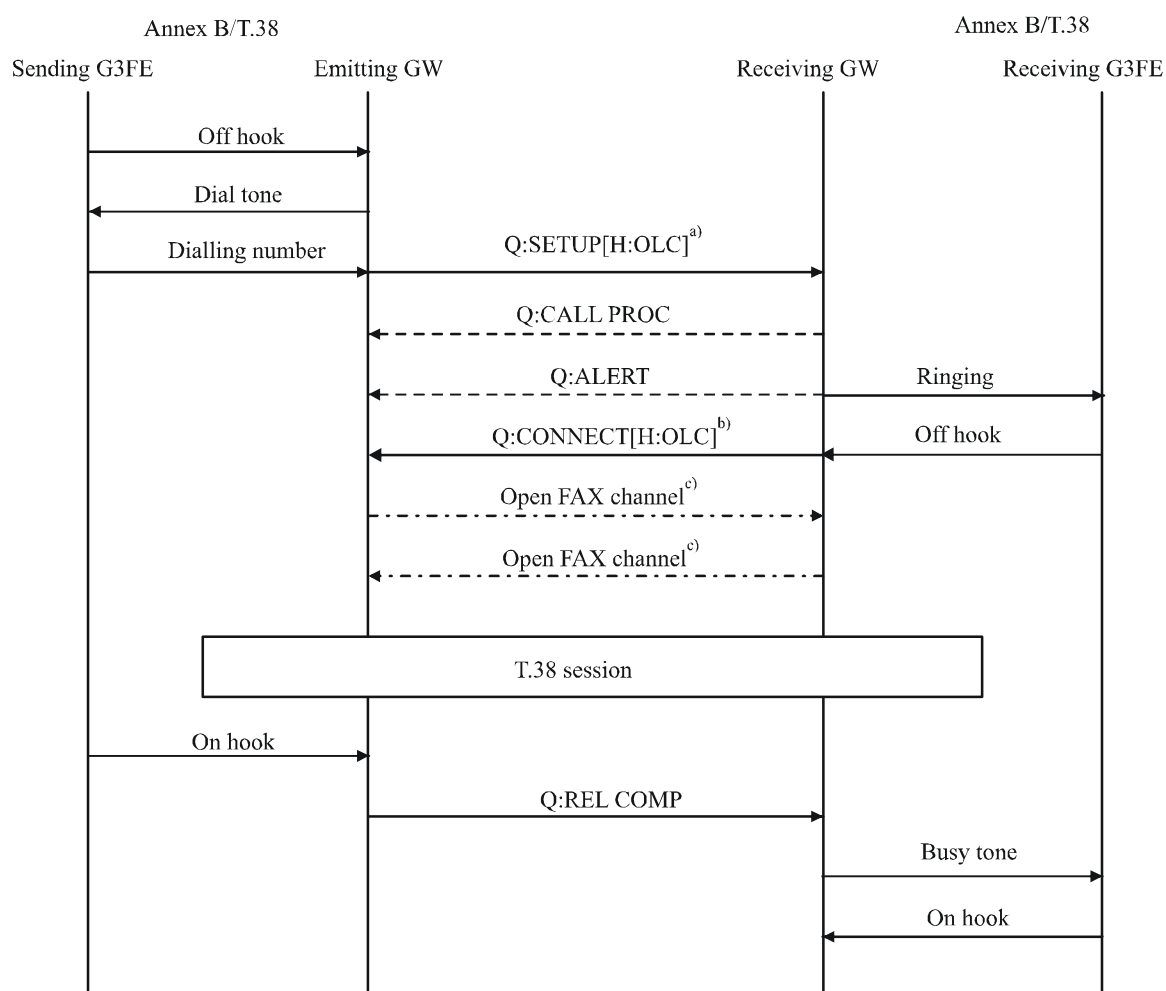 Annex B/T.38
Annex B/T.38
Sending G3FE
Emitting GW
Receiving GW
Receiving G3FE
Off hook
Dial tone
Dialling number
Q:SETUP[H:OLC]a)
Q:CALL PROC
Q:ALERT
Ringing
Q:CONNECT[H:OLC]b)
Off hook
Open FAX channelc)
Open FAX channelc)
T.38 session
On hook
Q:REL COMP
Busy tone
On hook